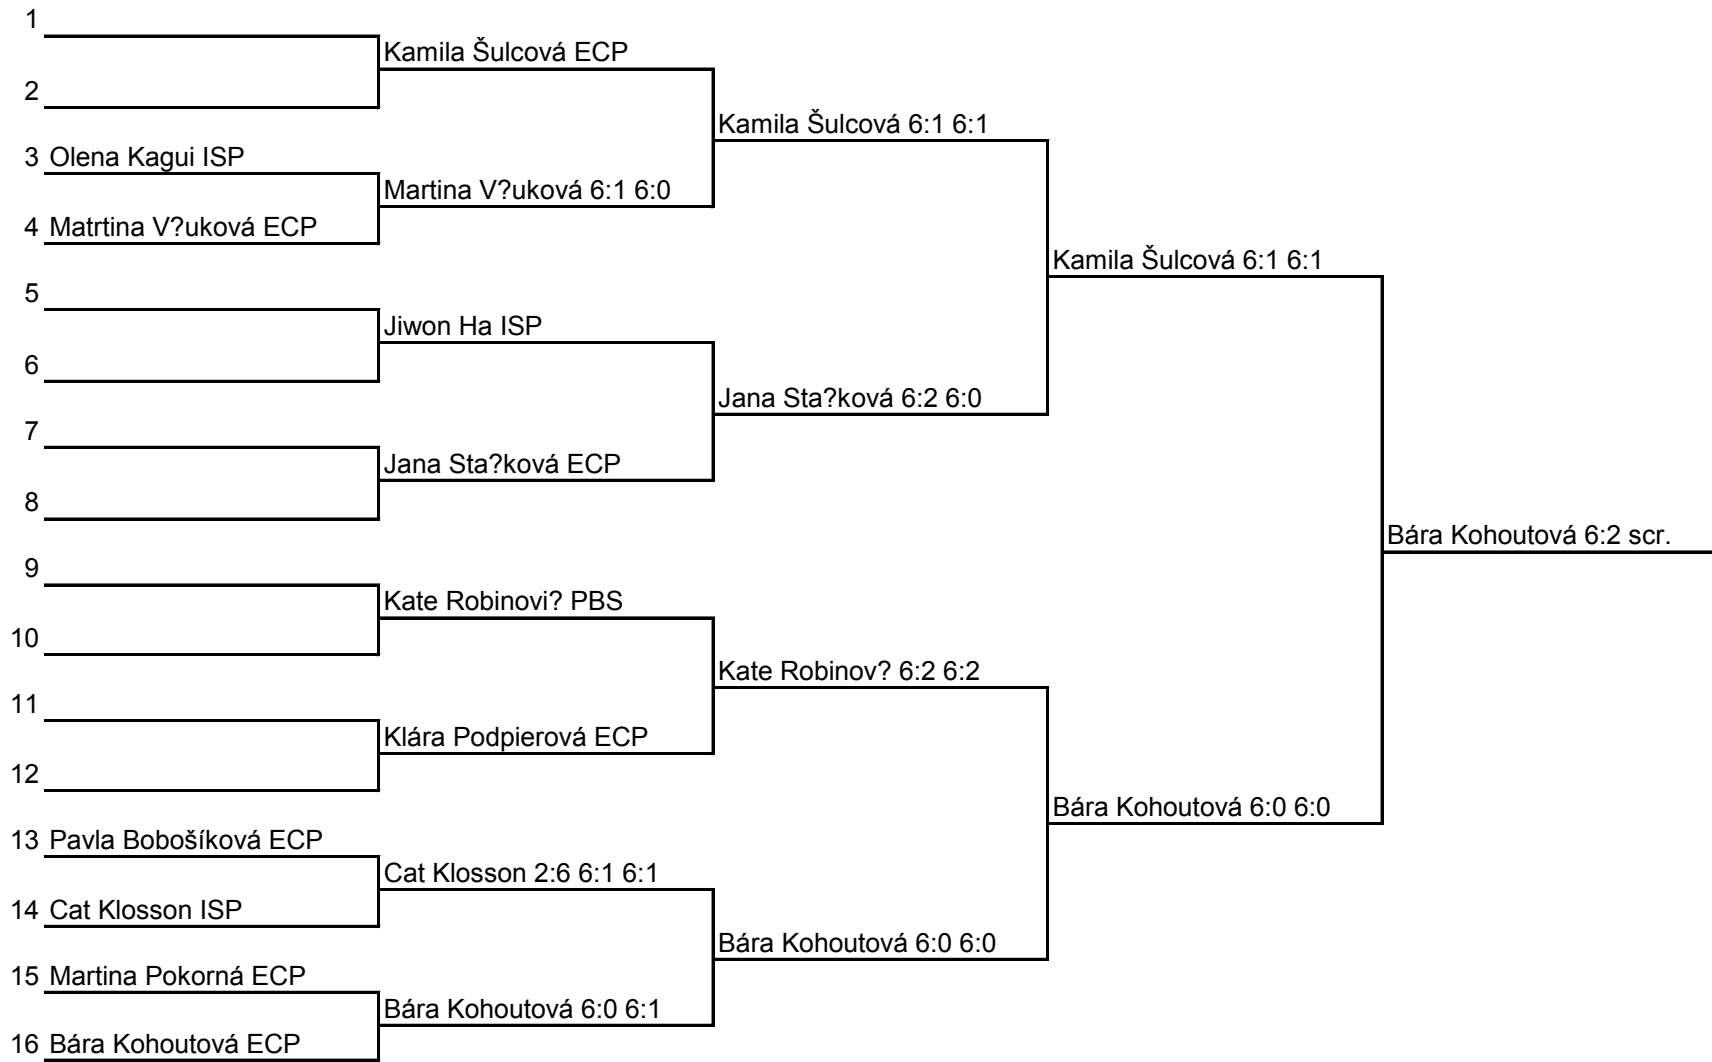 1
Kamila Šulcová ECP
2
Kamila Šulcová 6:1 6:1
3 Olena Kagui ISP
Martina V?uková 6:1 6:0
4 Matrtina V?uková ECP
Kamila Šulcová 6:1 6:1
5
Jiwon Ha ISP
6
Jana Sta?ková 6:2 6:0
7
Jana Sta?ková ECP
8
Bára Kohoutová 6:2 scr.
9
Kate Robinovi? PBS
10
Kate Robinov? 6:2 6:2
11
Klára Podpierová ECP
12
Bára Kohoutová 6:0 6:0
13 Pavla Bobošíková ECP
Cat Klosson 2:6 6:1 6:1
14 Cat Klosson ISP
Bára Kohoutová 6:0 6:0
15 Martina Pokorná ECP
Bára Kohoutová 6:0 6:1
16 Bára Kohoutová ECP